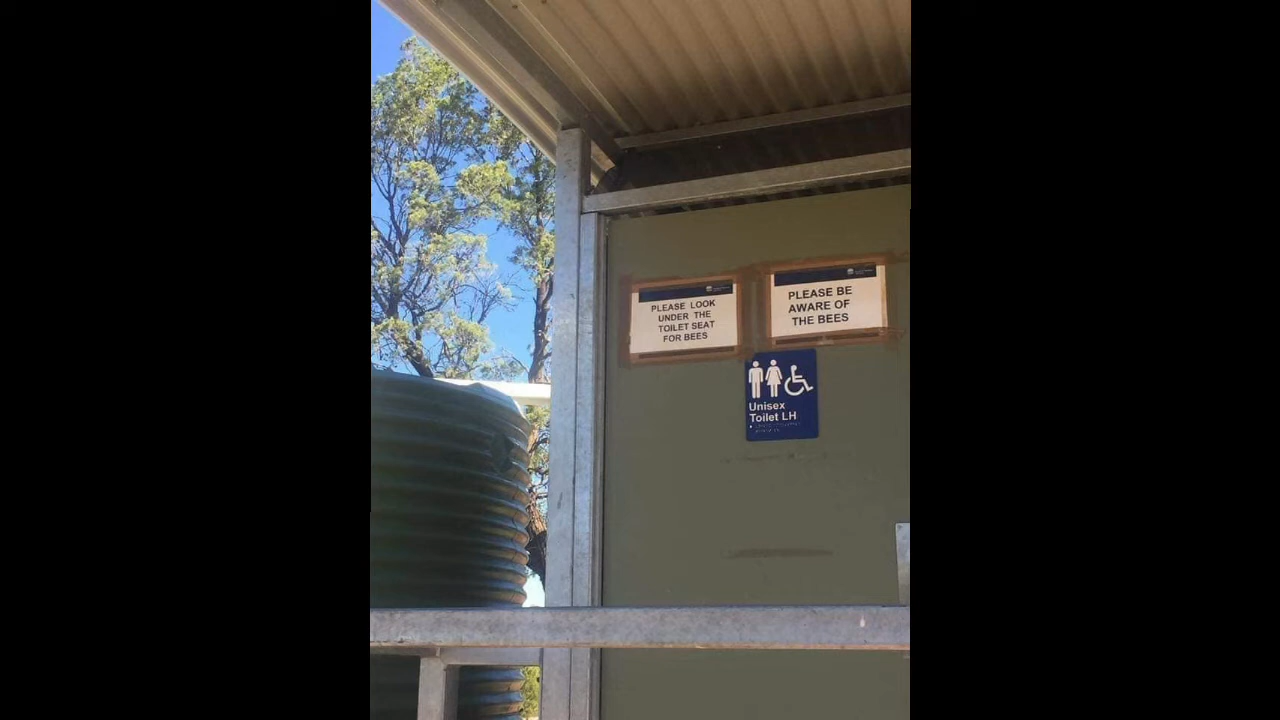 PLEASE LOOK
UNDER THE
TOILET SEAT
FOR BEES
PLEASE BE
AWARE OF
THE BEES
Unisex
Toilet LH